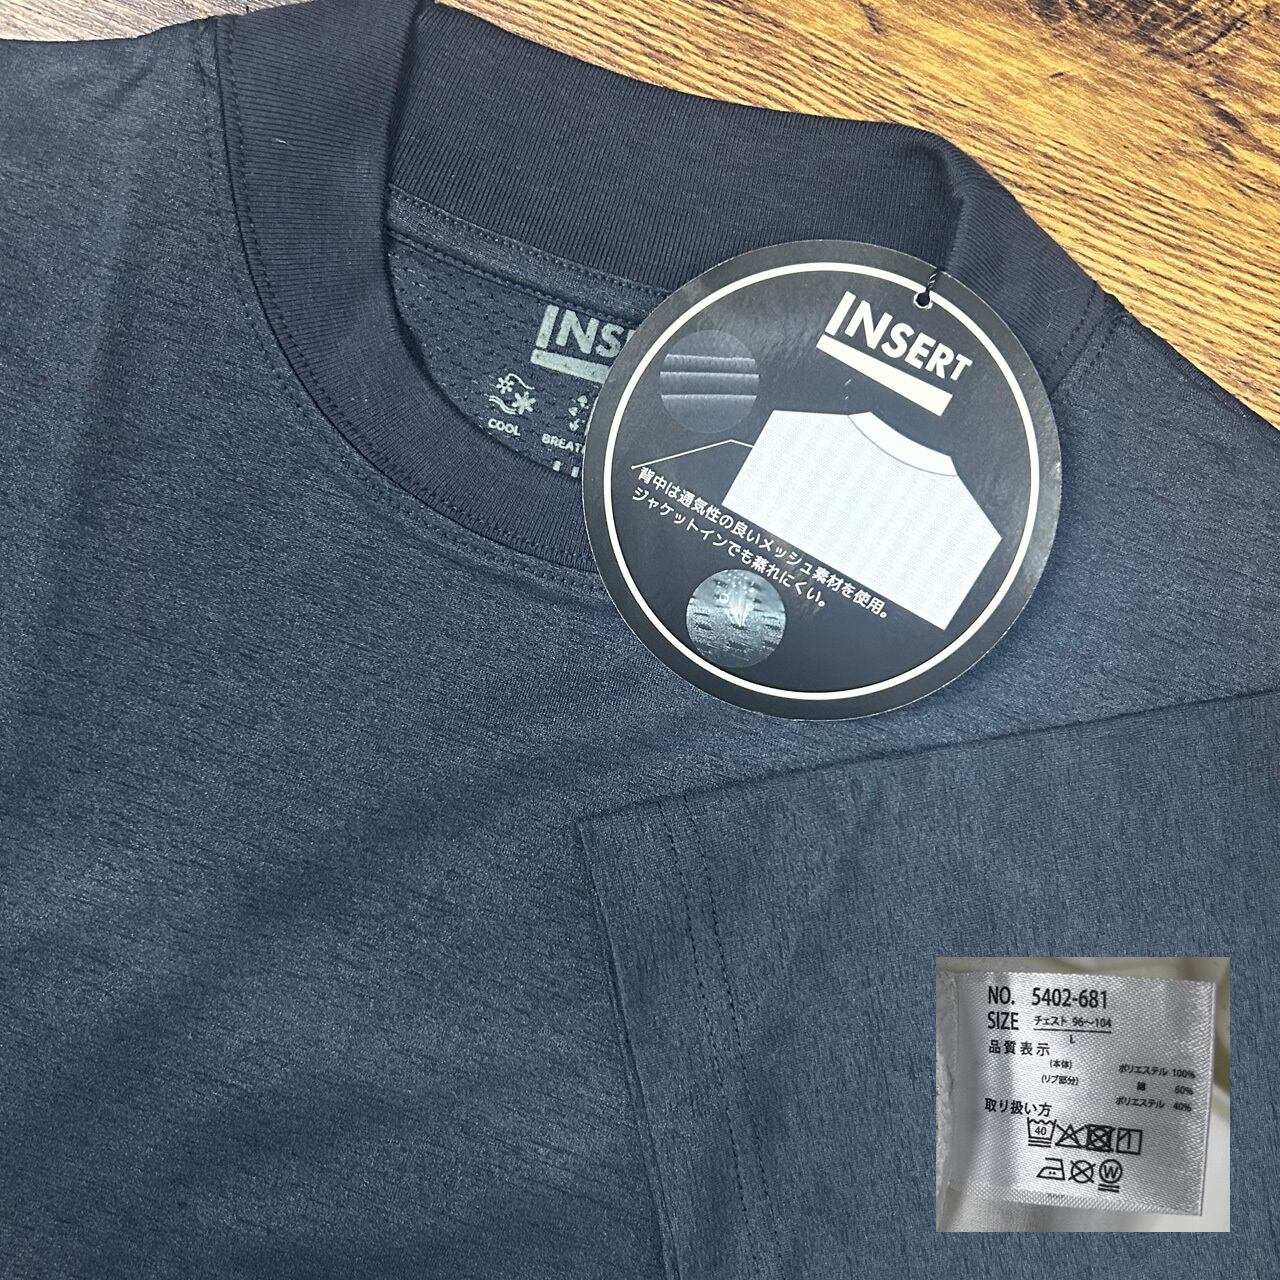 INSERT
背中は通気性の良いメッシュ素材を使用。
ジャケットインでも蒸れにくい。
INS
COOL
BREAT
NO. 5402-681
SIZE チェスト 96～104
L
品質表示
(本体) ポリエステル 100%
(リブ部分) 綿 60%
ポリエステル 40%
取り扱い方
40
W